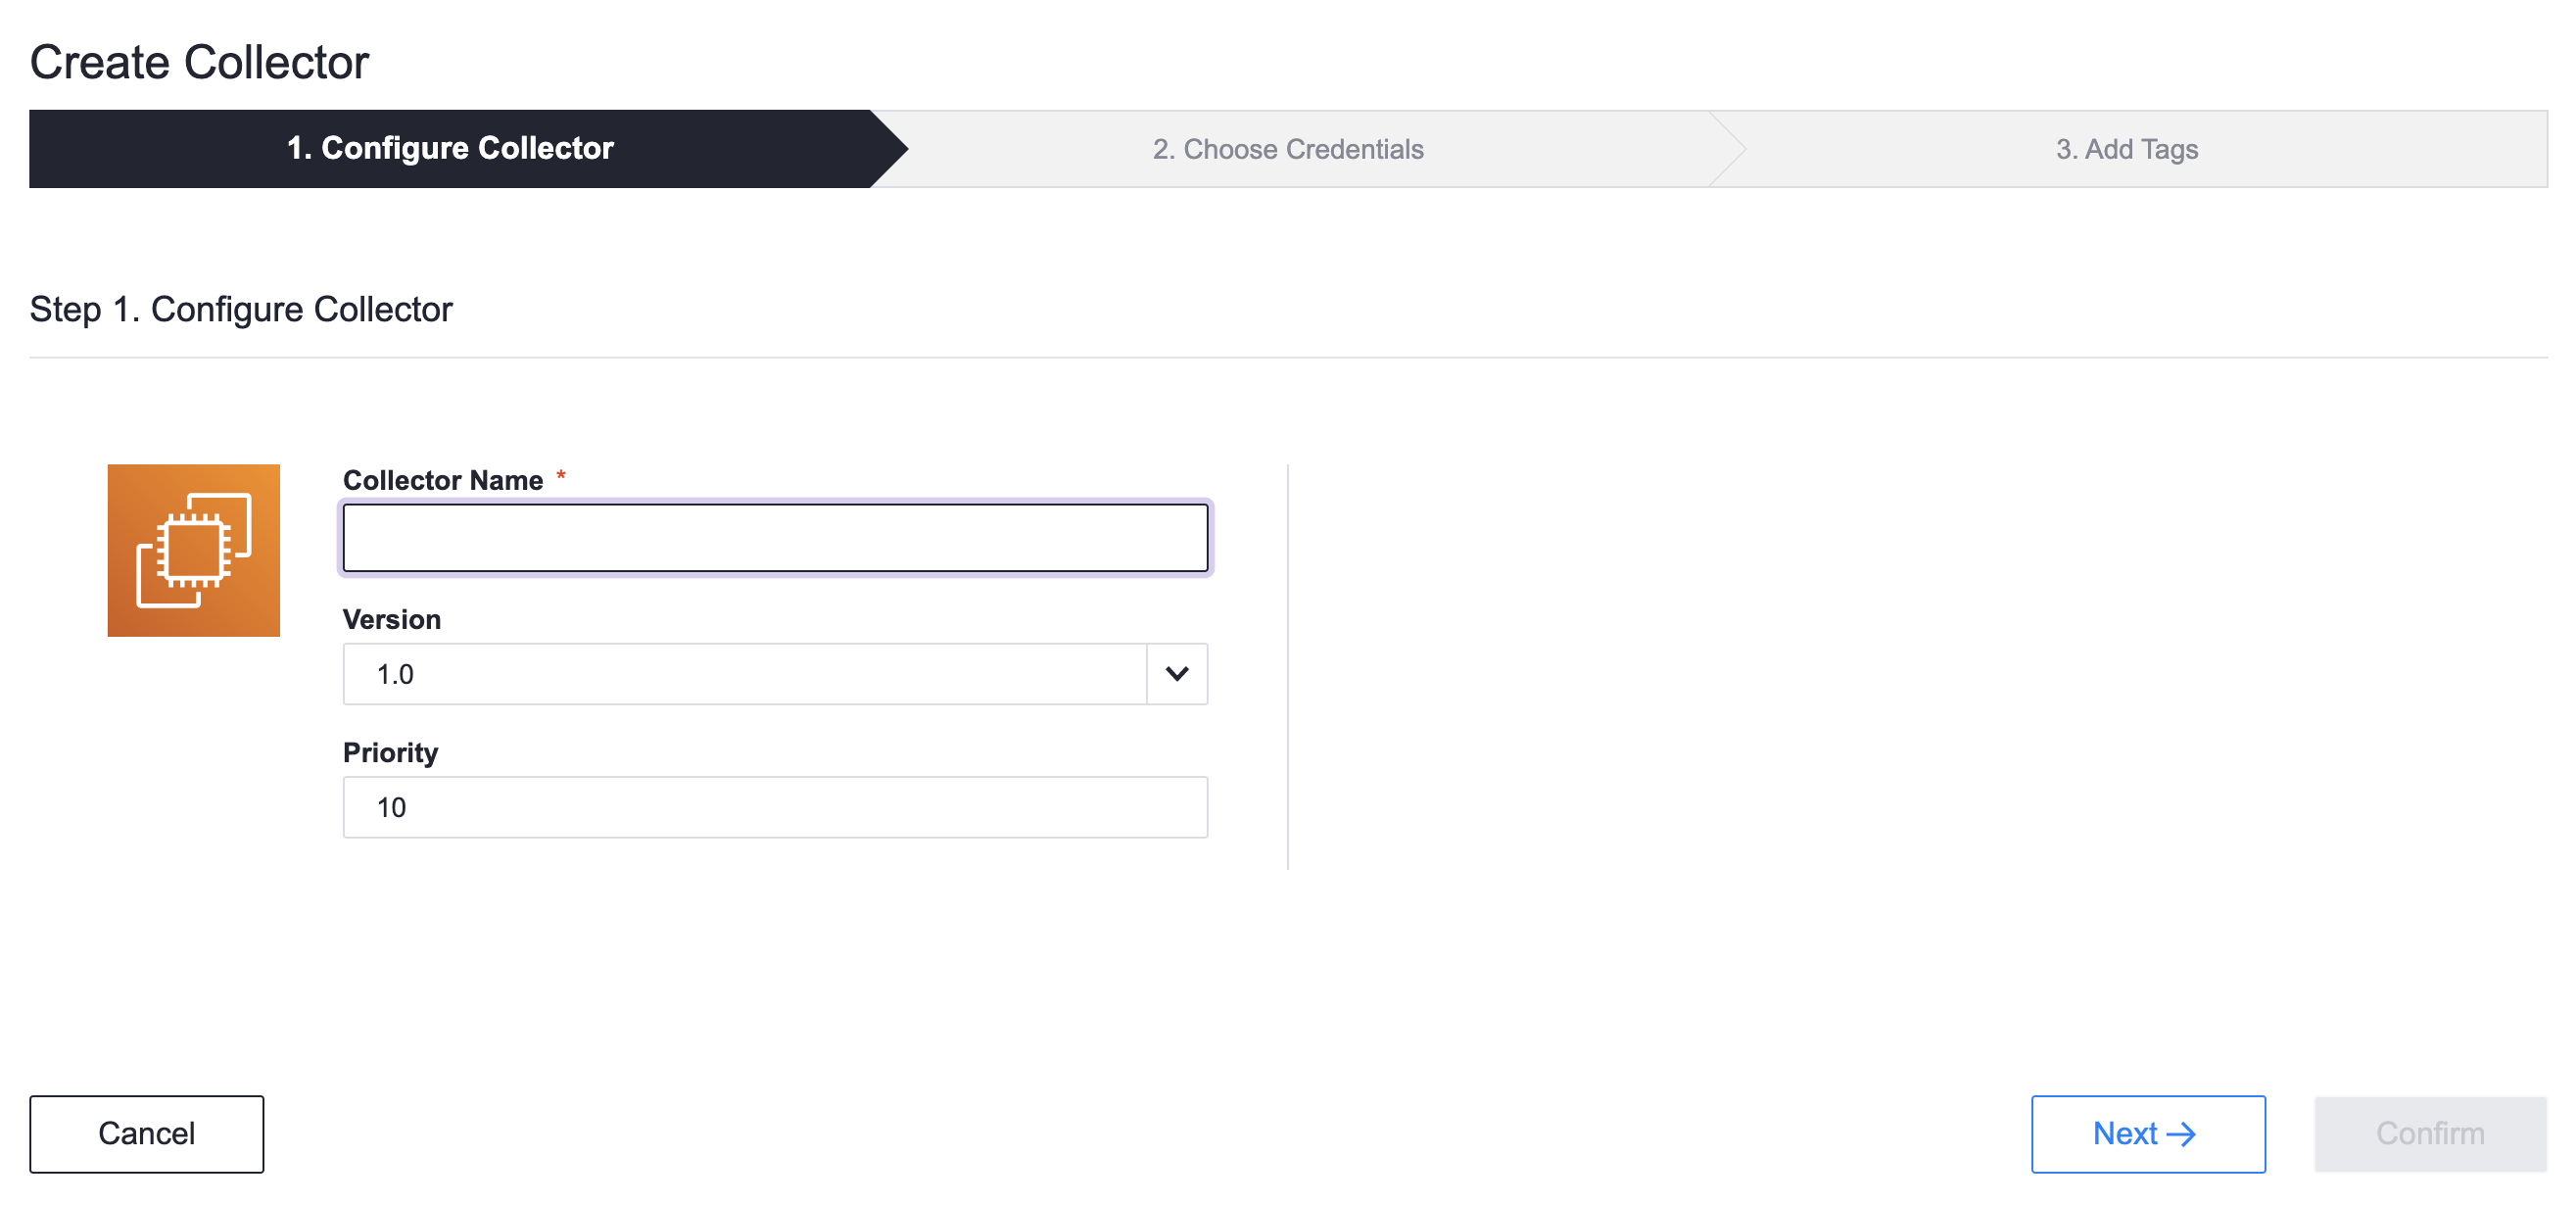 Create Collector
1. Configure Collector
2. Choose Credentials
3. Add Tags
Step 1. Configure Collector
Collector Name *
Version
1.0
Priority
10
Cancel
Next →
Confirm